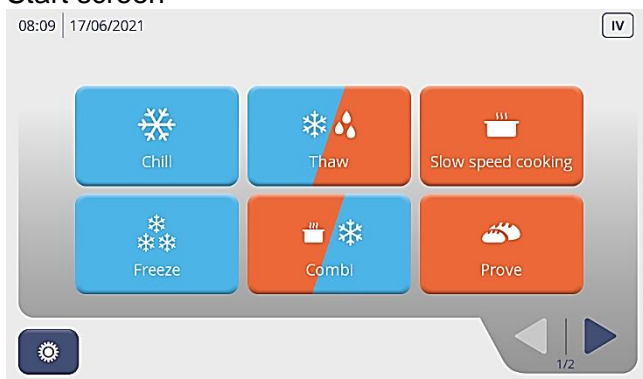 Start screen
08:09 17/06/2021 IV
Chill Thaw Slow speed cooking
Freeze Combi Prove
1/2